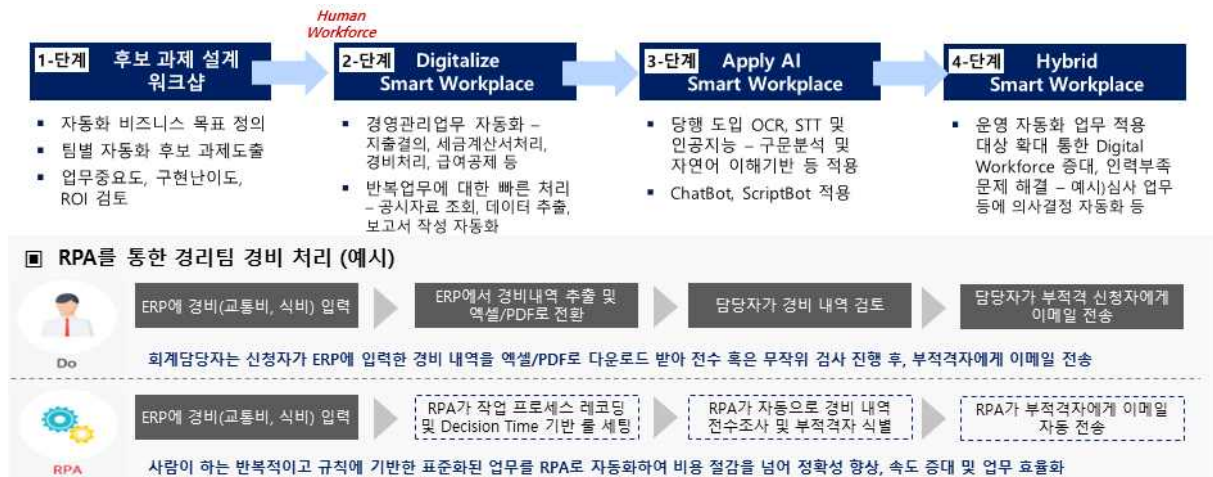 Human
Workforce
1-단계 후보 과제 설계
워크샵
2-단계 Digitalize
Smart Workplace
3-단계 Apply AI
Smart Workplace
4-단계 Hybrid
Smart Workplace
▪ 자동화 비즈니스 목표 정의
▪ 팀별 자동화 후보 과제도출
▪ 업무중요도, 구현난이도,
ROI 검토
▪ 경영관리업무 자동화 –
지출결의, 세금계산서처리,
경비처리, 급여공제 등
▪ 반복업무에 대한 빠른 처리
– 공시자료 조회, 데이터 추출,
보고서 작성 자동화
▪ 당행 도입 OCR, STT 및
인공지능 – 구문분석 및
자연어 이해기반 등 적용
▪ ChatBot, ScriptBot 적용
▪ 운영 자동화 업무 적용
대상 확대 통한 Digital
Workforce 증대, 인력부족
문제 해결 – 예시)심사 업무
등에 의사결정 자동화 등
▣ RPA를 통한 경리팀 경비 처리 (예시)
Do
ERP에 경비(교통비, 식비) 입력
ERP에서 경비내역 추출 및
엑셀/PDF로 전환
담당자가 경비 내역 검토
담당자가 부적격 신청자에게
이메일 전송
회계담당자는 신청자가 ERP에 입력한 경비 내역을 엑셀/PDF로 다운로드 받아 전수 혹은 무작위 검사 진행 후, 부적격자에게 이메일 전송
RPA
ERP에 경비(교통비, 식비) 입력
RPA가 작업 프로세스 레코딩
및 Decision Time 기반 룰 세팅
RPA가 자동으로 경비 내역
전수조사 및 부적격자 식별
RPA가 부적격자에게 이메일
자동 전송
사람이 하는 반복적이고 규칙에 기반한 표준화된 업무를 RPA로 자동화하여 비용 절감을 넘어 정확성 향상, 속도 증대 및 업무 효율화